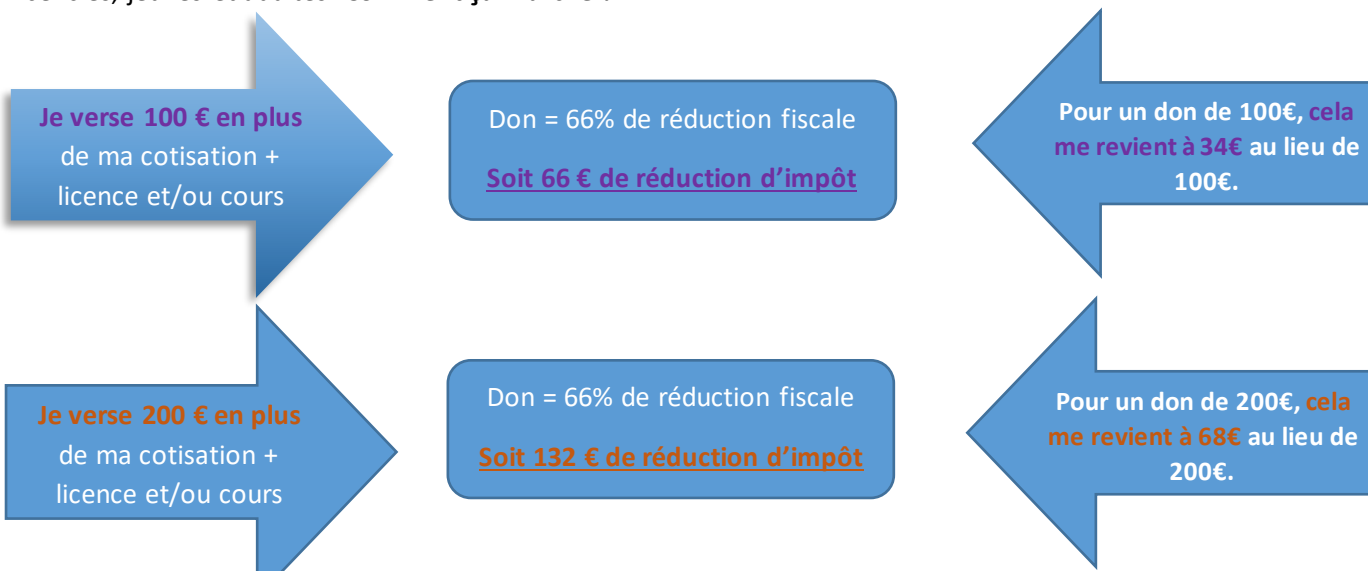 Je verse 100 € en plus
de ma cotisation +
licence et/ou cours
Don = 66% de réduction fiscale
Soit 66 € de réduction d’impôt
Pour un don de 100€, cela
me revient à 34€ au lieu de
100€.
Je verse 200 € en plus
de ma cotisation +
licence et/ou cours
Don = 66% de réduction fiscale
Soit 132 € de réduction d’impôt
Pour un don de 200€, cela
me revient à 68€ au lieu de
200€.